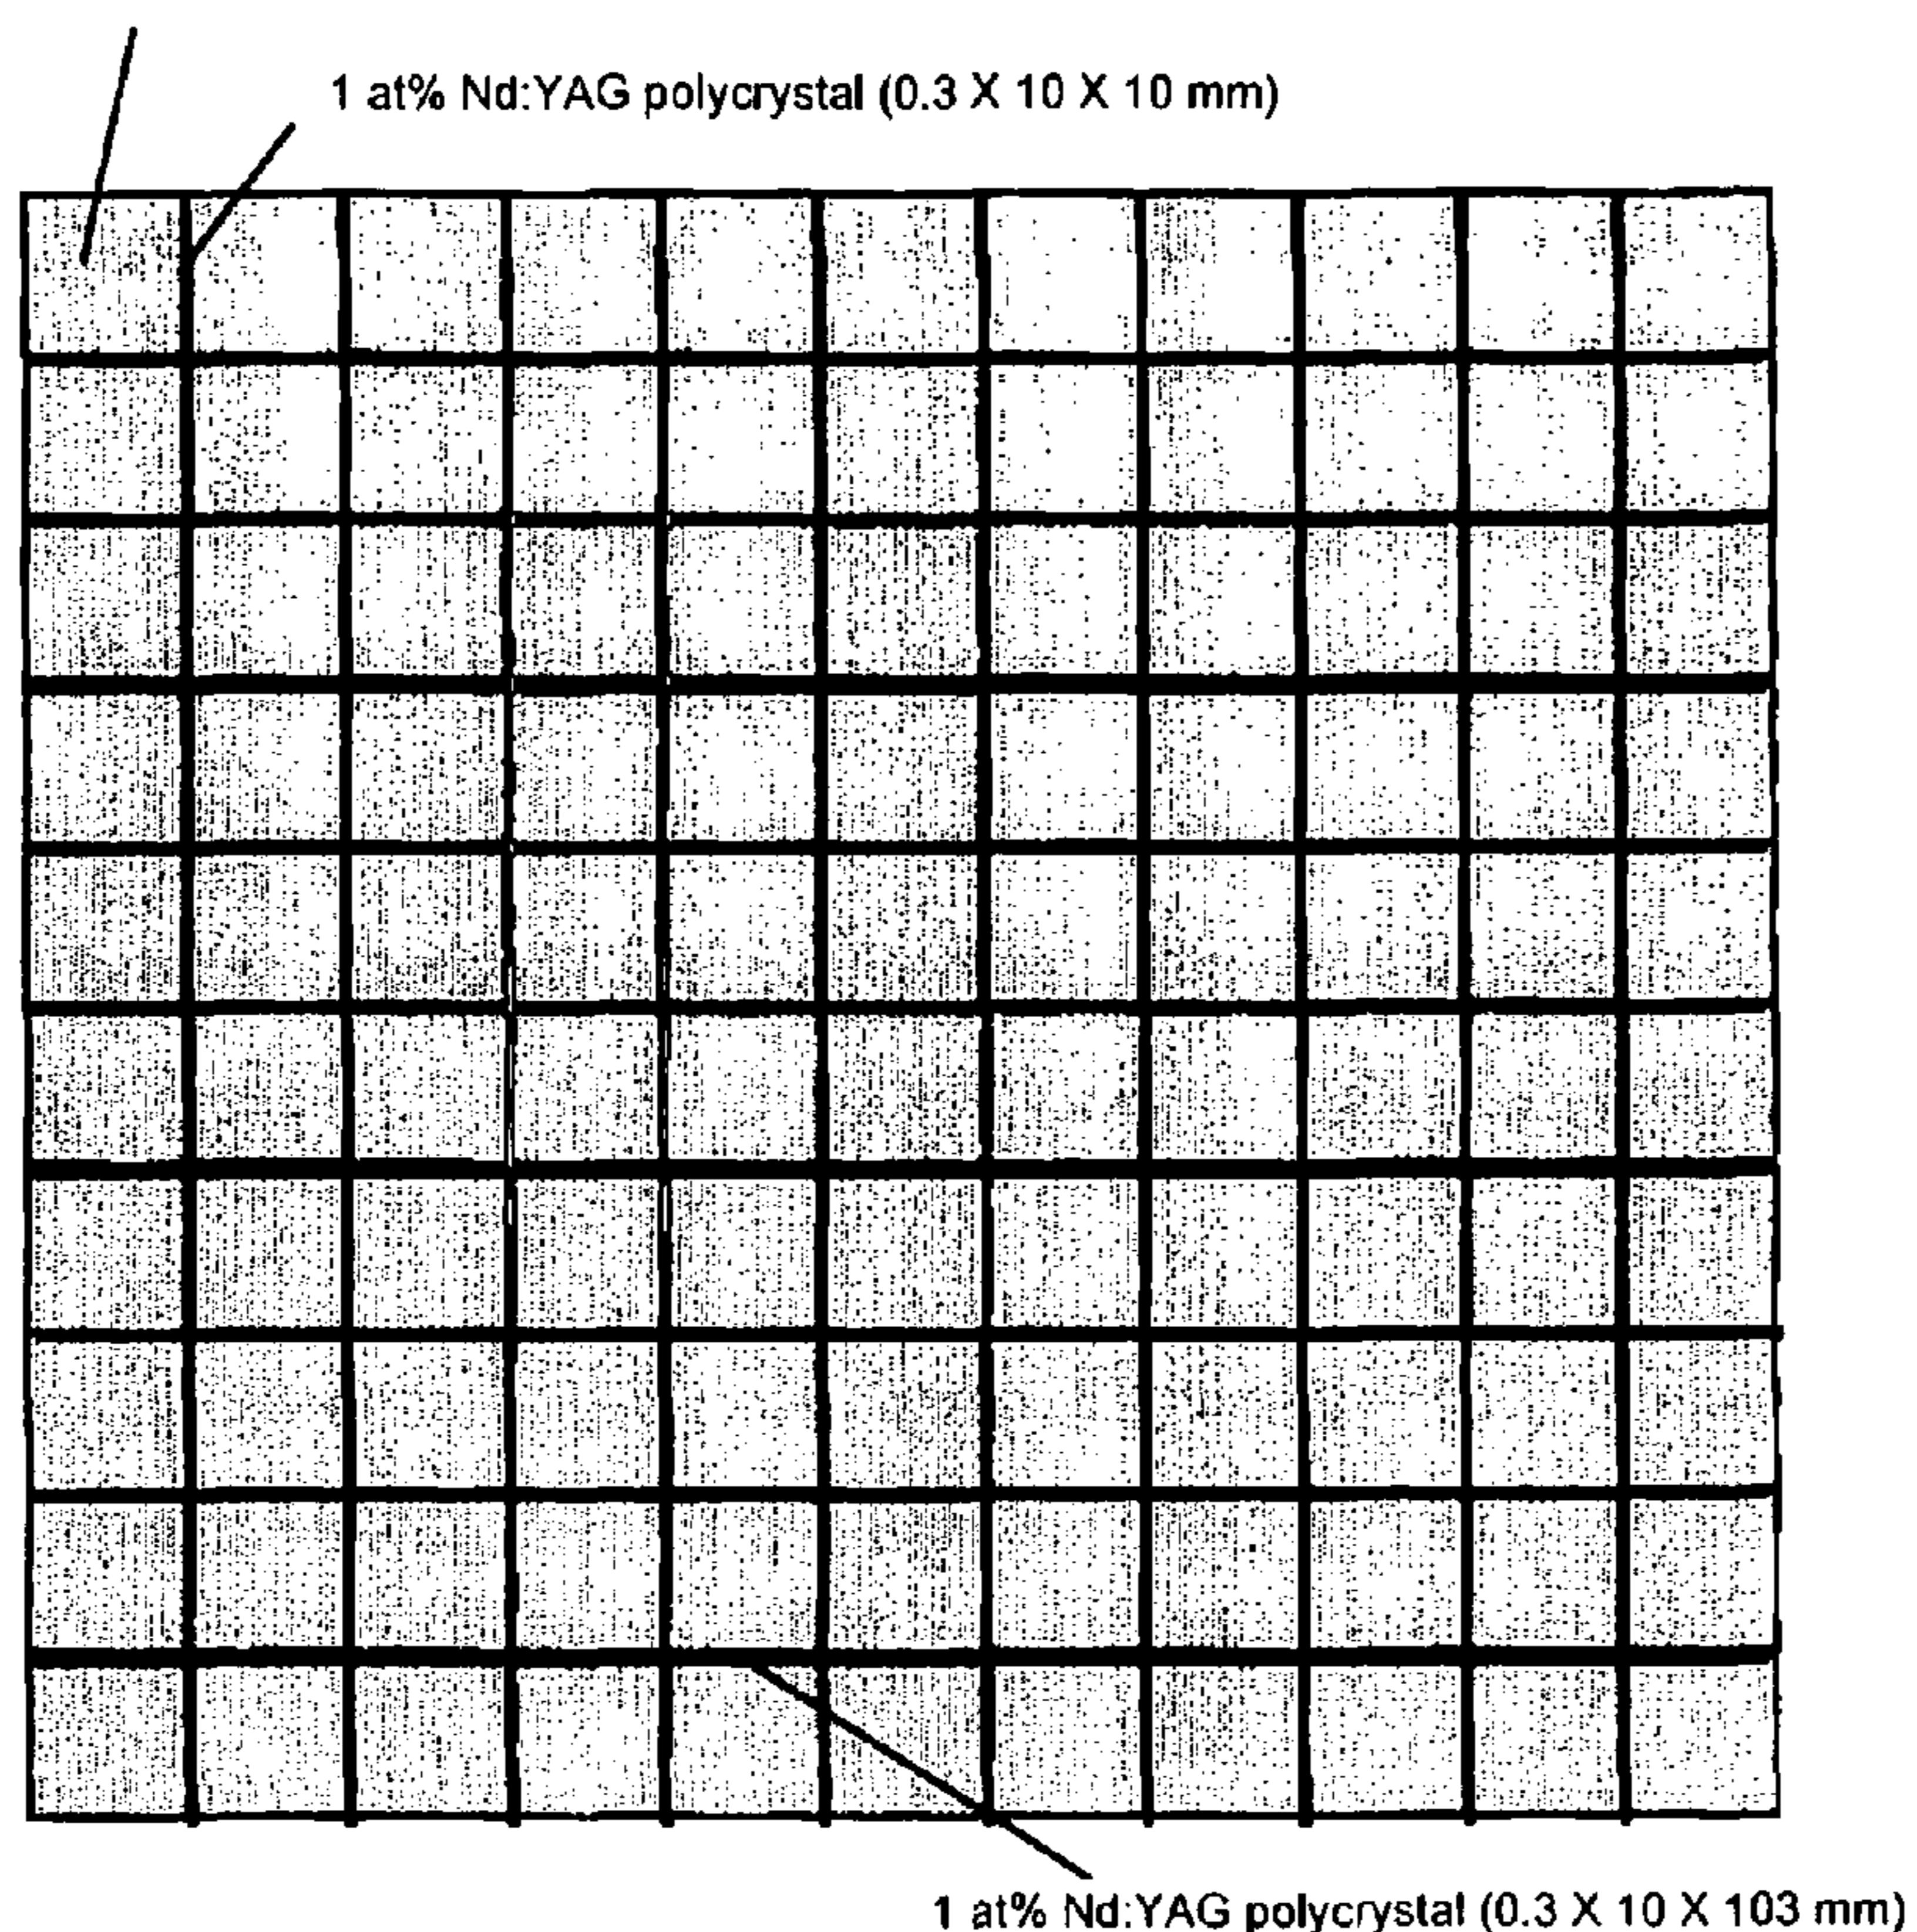 1 at% Nd:YAG polycrystal (0.3 X 10 X 10 mm)
1 at% Nd:YAG polycrystal (0.3 X 10 X 103 mm)